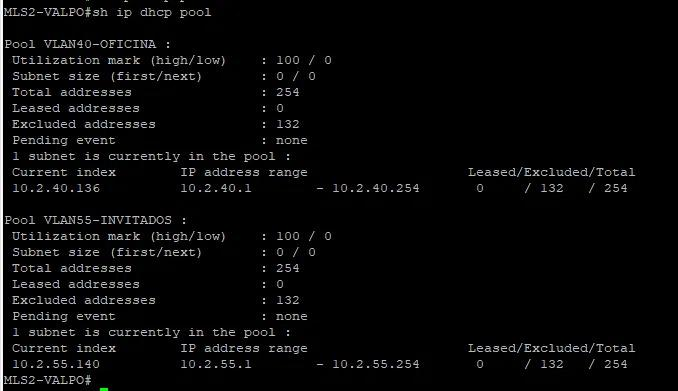 MLS2-VALPO#sh ip dhcp pool
Pool VLAN40-OFICINA :
Utilization mark (high/low) : 100 / 0
Subnet size (first/next) : 0 / 0
Total addresses : 254
Leased addresses : 0
Excluded addresses : 132
Pending event : none
1 subnet is currently in the pool :
Current index IP address range Leased/Excluded/Total
10.2.40.136 10.2.40.1 - 10.2.40.254 0 / 132 / 254
Pool VLAN55-INVITADOS :
Utilization mark (high/low) : 100 / 0
Subnet size (first/next) : 0 / 0
Total addresses : 254
Leased addresses : 0
Excluded addresses : 132
Pending event : none
1 subnet is currently in the pool :
Current index IP address range Leased/Excluded/Total
10.2.55.140 10.2.55.1 - 10.2.55.254 0 / 132 / 254
MLS2-VALPO#